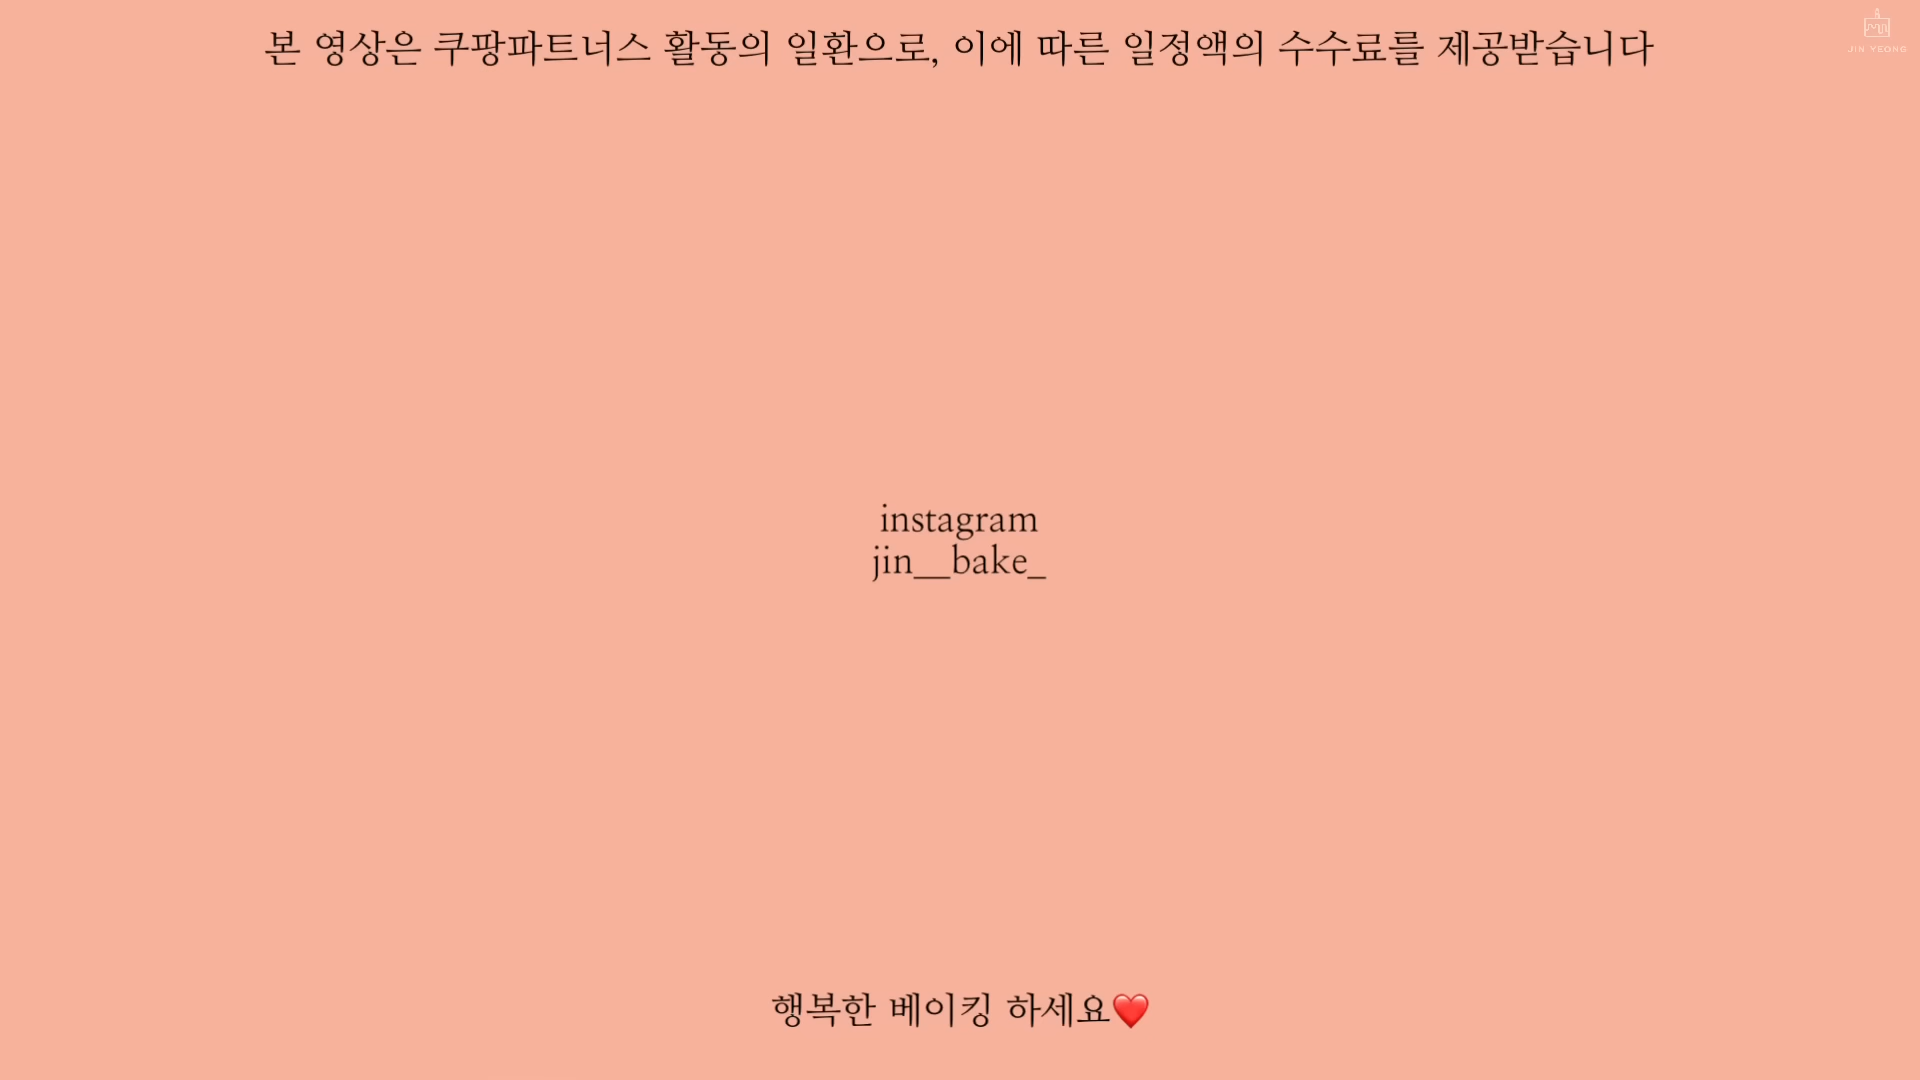 본 영상은 쿠팡파트너스 활동의 일환으로, 이에 따른 일정액의 수수료를 제공받습니다
JIN YEONG
instagram
jin__bake_
행복한 베이킹 하세요❤️